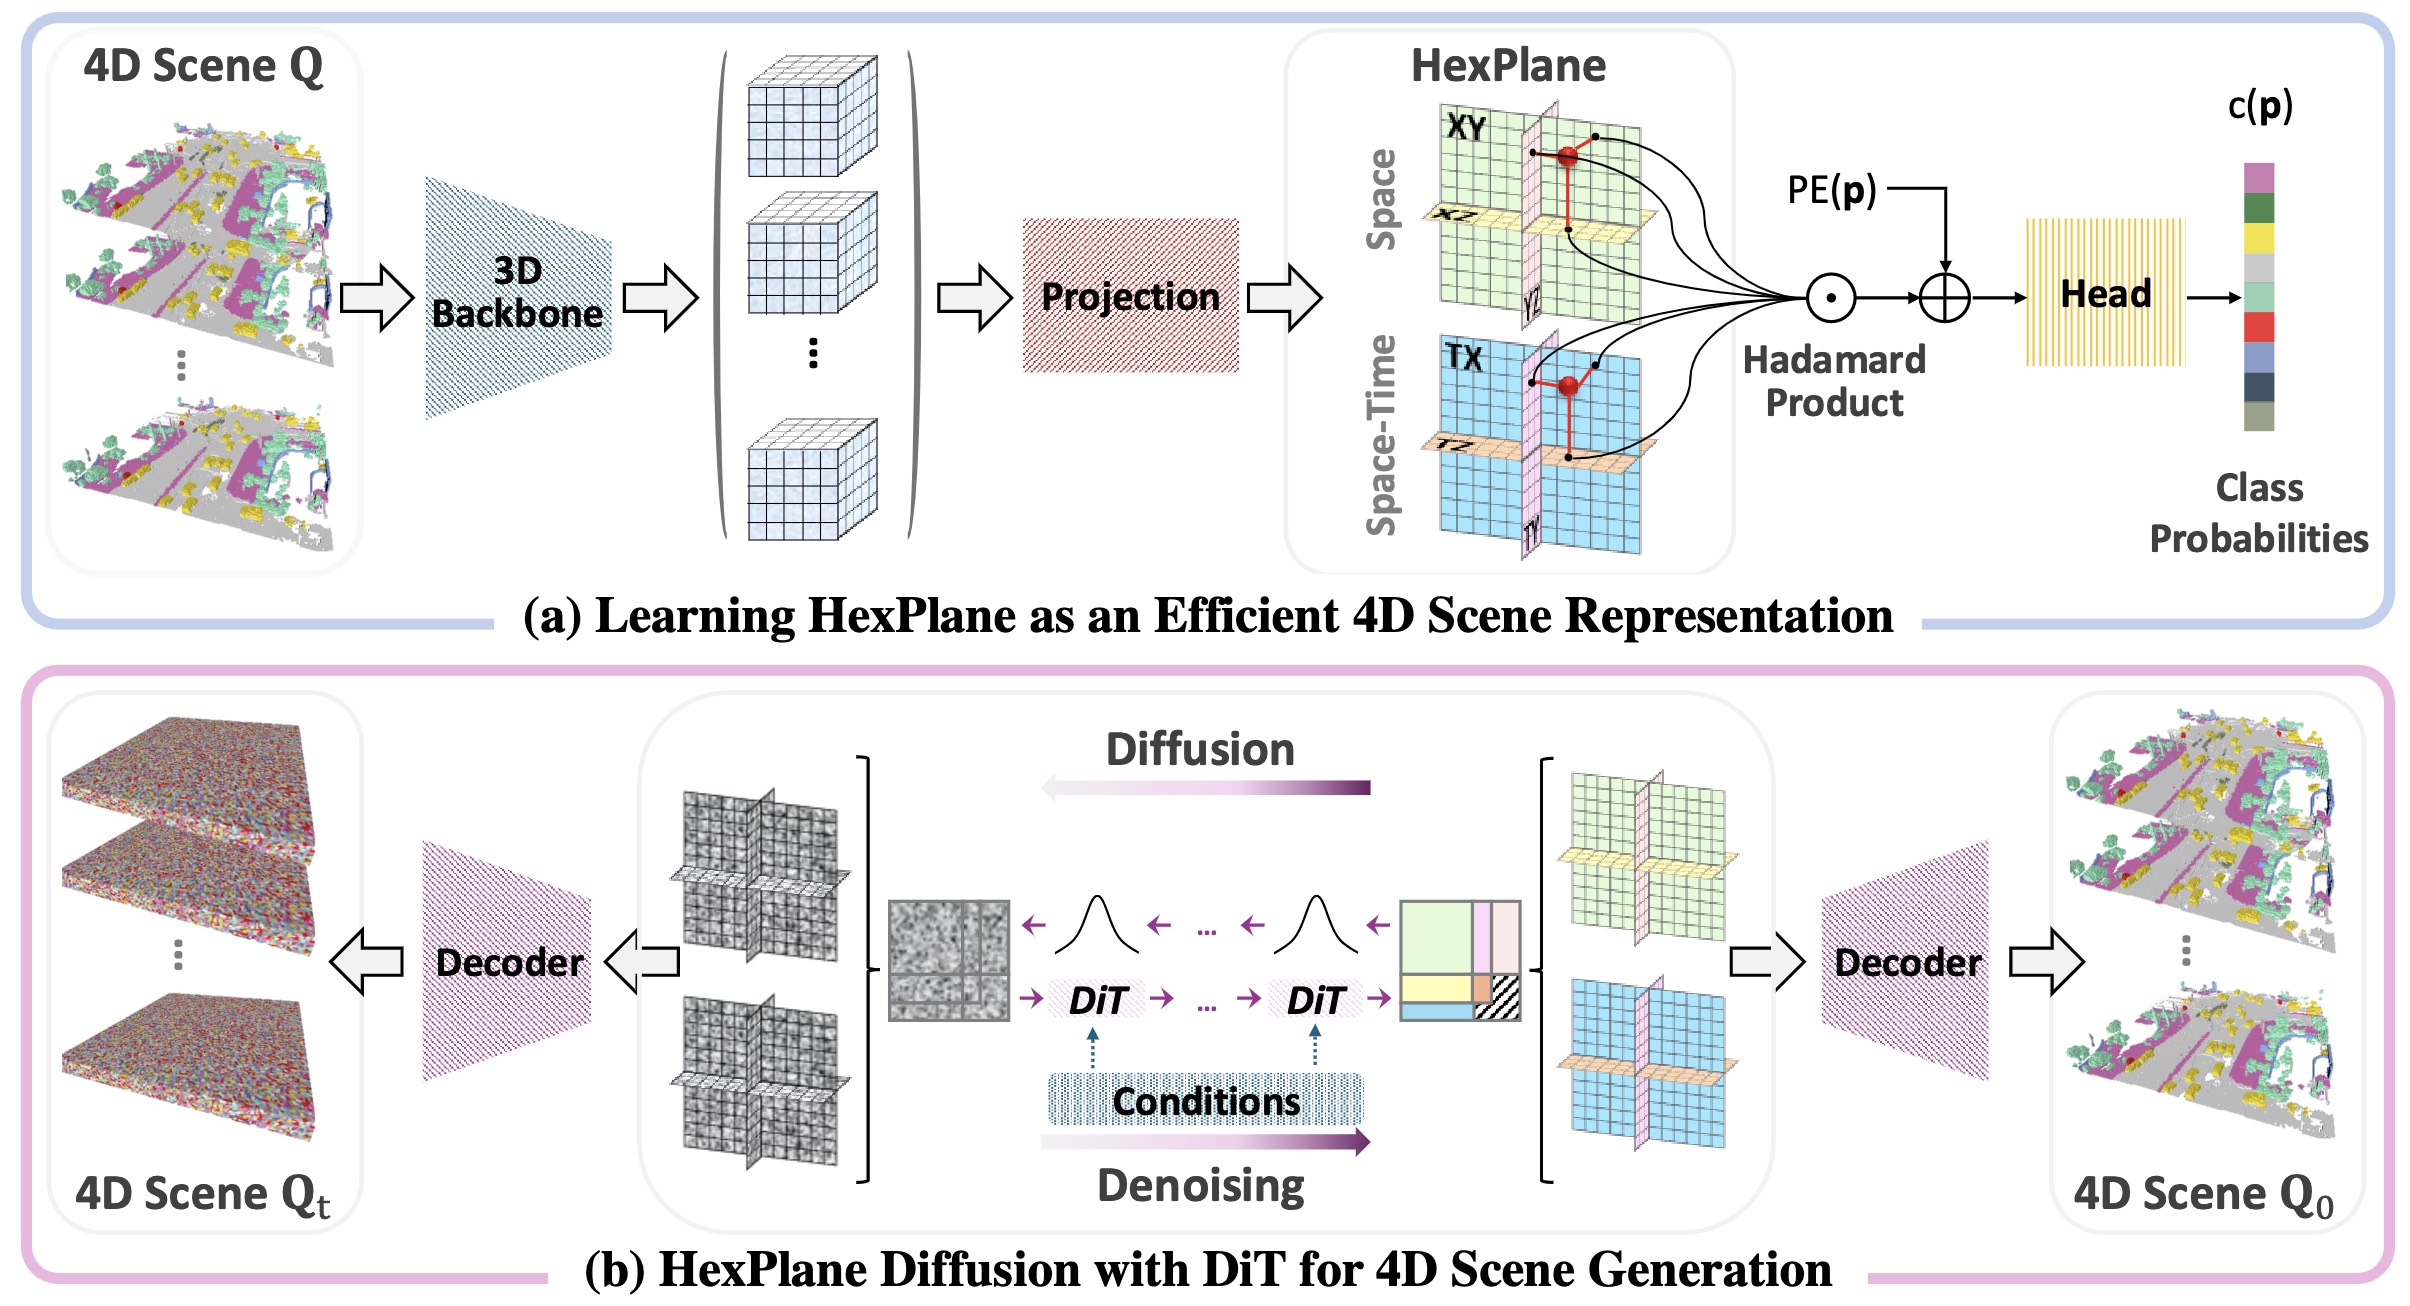 4D Scene Q
3D
Backbone
Projection
HexPlane
Space
XY
XZ
YZ
Space-Time
TX
TZ
TY
PE(p)
Hadamard
Product
Head
c(p)
Class
Probabilities
(a) Learning HexPlane as an Efficient 4D Scene Representation
4D Scene Qt
Decoder
Diffusion
...
DiT
...
DiT
Conditions
Denoising
Decoder
4D Scene Q0
(b) HexPlane Diffusion with DiT for 4D Scene Generation